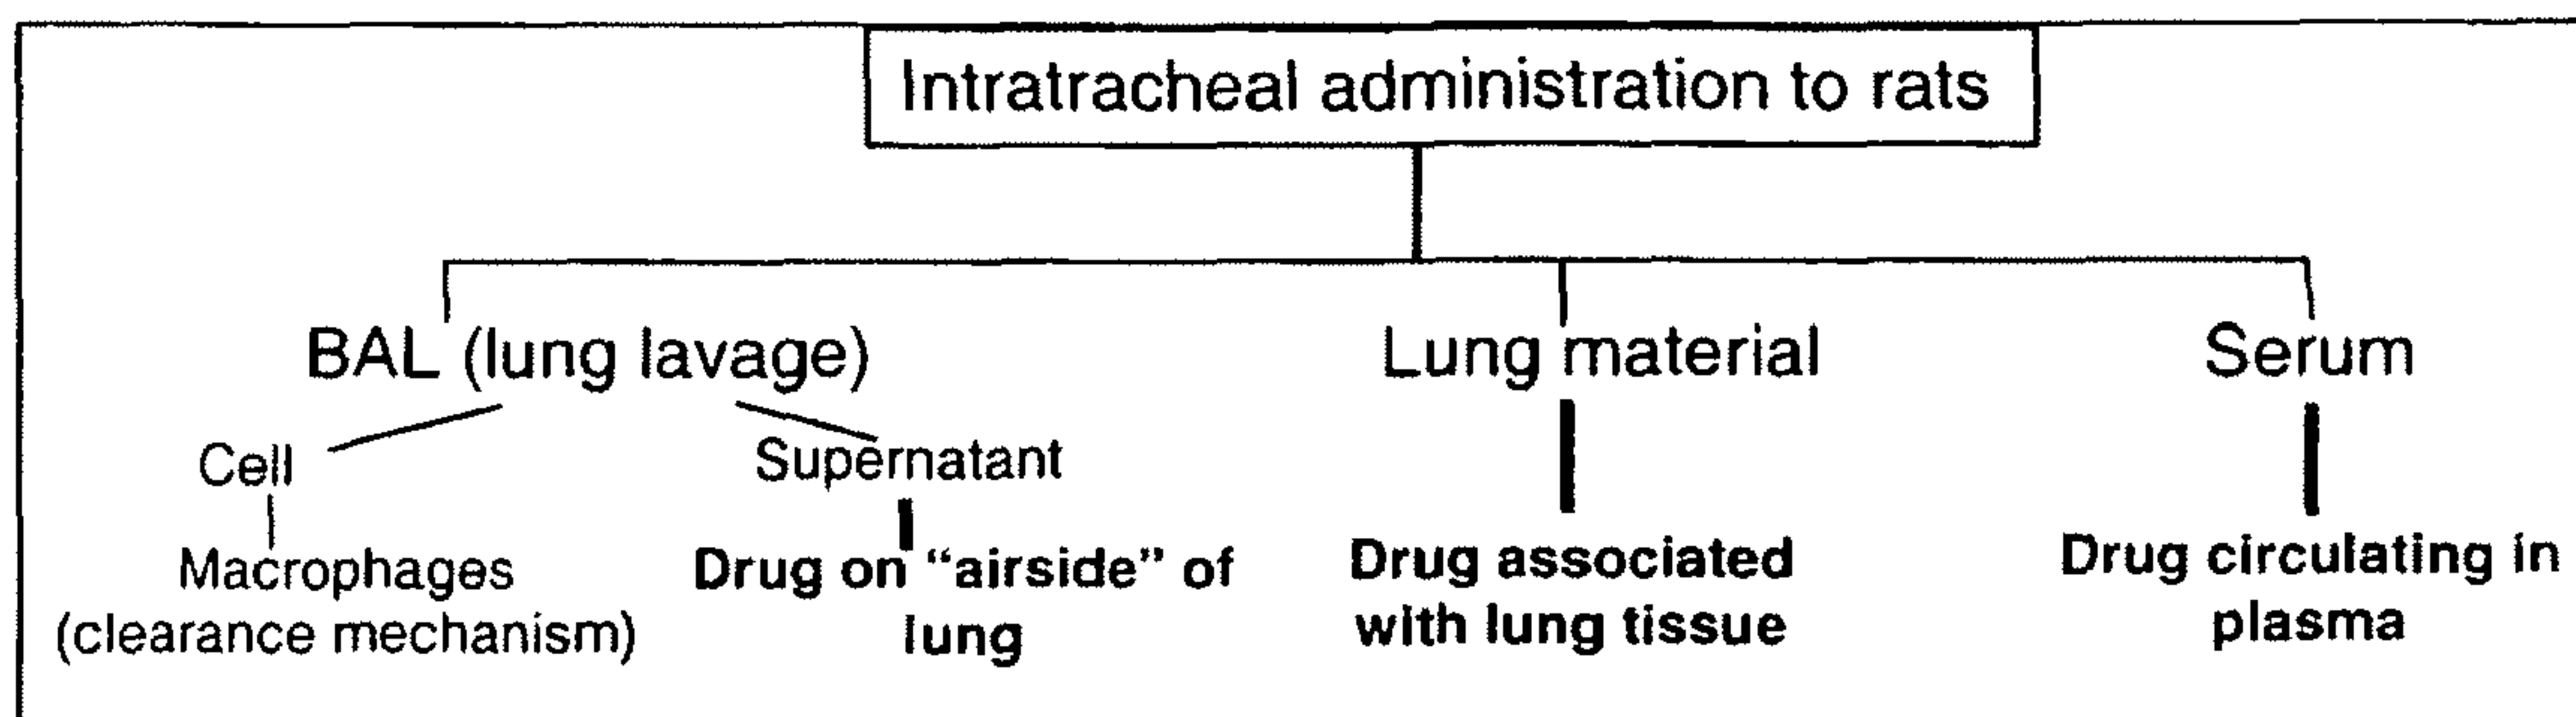 Intratracheal administration to rats
BAL (lung lavage)
Lung material
Serum
Cell
Supernatant
Macrophages
(clearance mechanism)
Drug on “airside” of
lung
Drug associated
with lung tissue
Drug circulating in
plasma